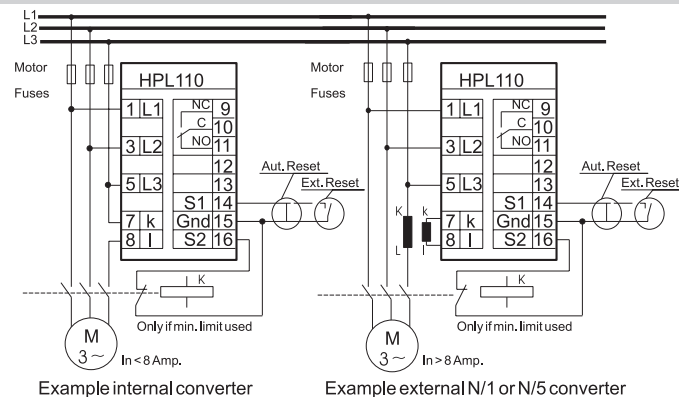 L1
L2
L3
Motor
Fuses
HPL110
1 L1
3 L2
5 L3
7 k
8 l
NC 9
C 10
NO 11
12
13
S1 14
Gnd 15
S2 16
Aut. Reset
Ext. Reset
K
Only if min. limit used
M
3~
In < 8 Amp.
Example internal converter
Motor
Fuses
HPL110
1 L1
3 L2
5 L3
7 k
8 l
NC 9
C 10
NO 11
12
13
S1 14
Gnd 15
S2 16
Aut. Reset
Ext. Reset
K
L
k
l
K
Only if min. limit used
M
3~
In > 8 Amp.
Example external N/1 or N/5 converter